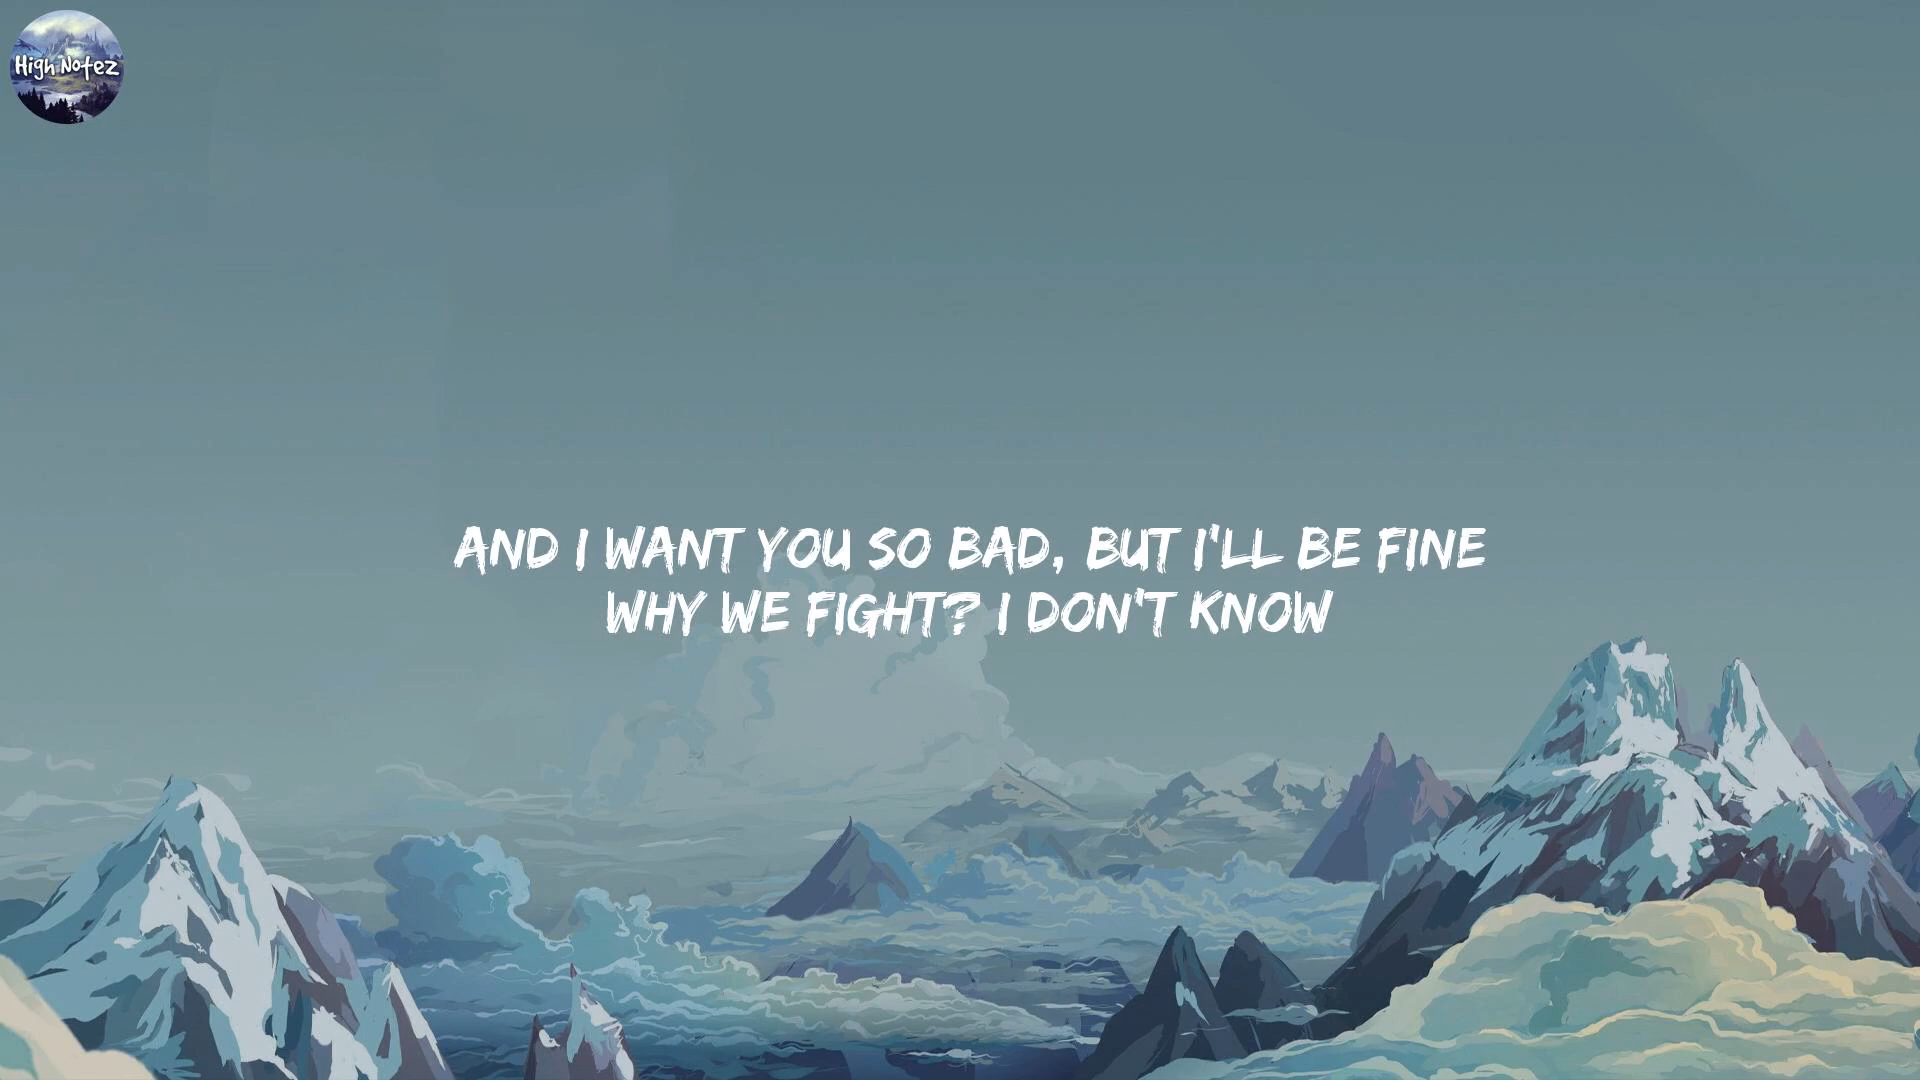 High Notez
AND I WANT YOU SO BAD, BUT I'LL BE FINE
WHY WE FIGHT? I DON'T KNOW